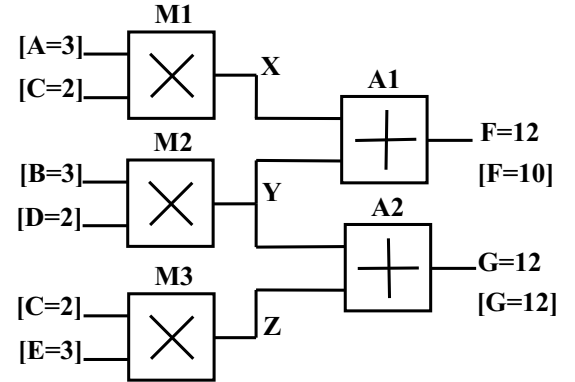 M1
[A=3]
[C=2]
X
A1
F=12
[F=10]
M2
[B=3]
[D=2]
Y
A2
G=12
[G=12]
M3
[C=2]
[E=3]
Z